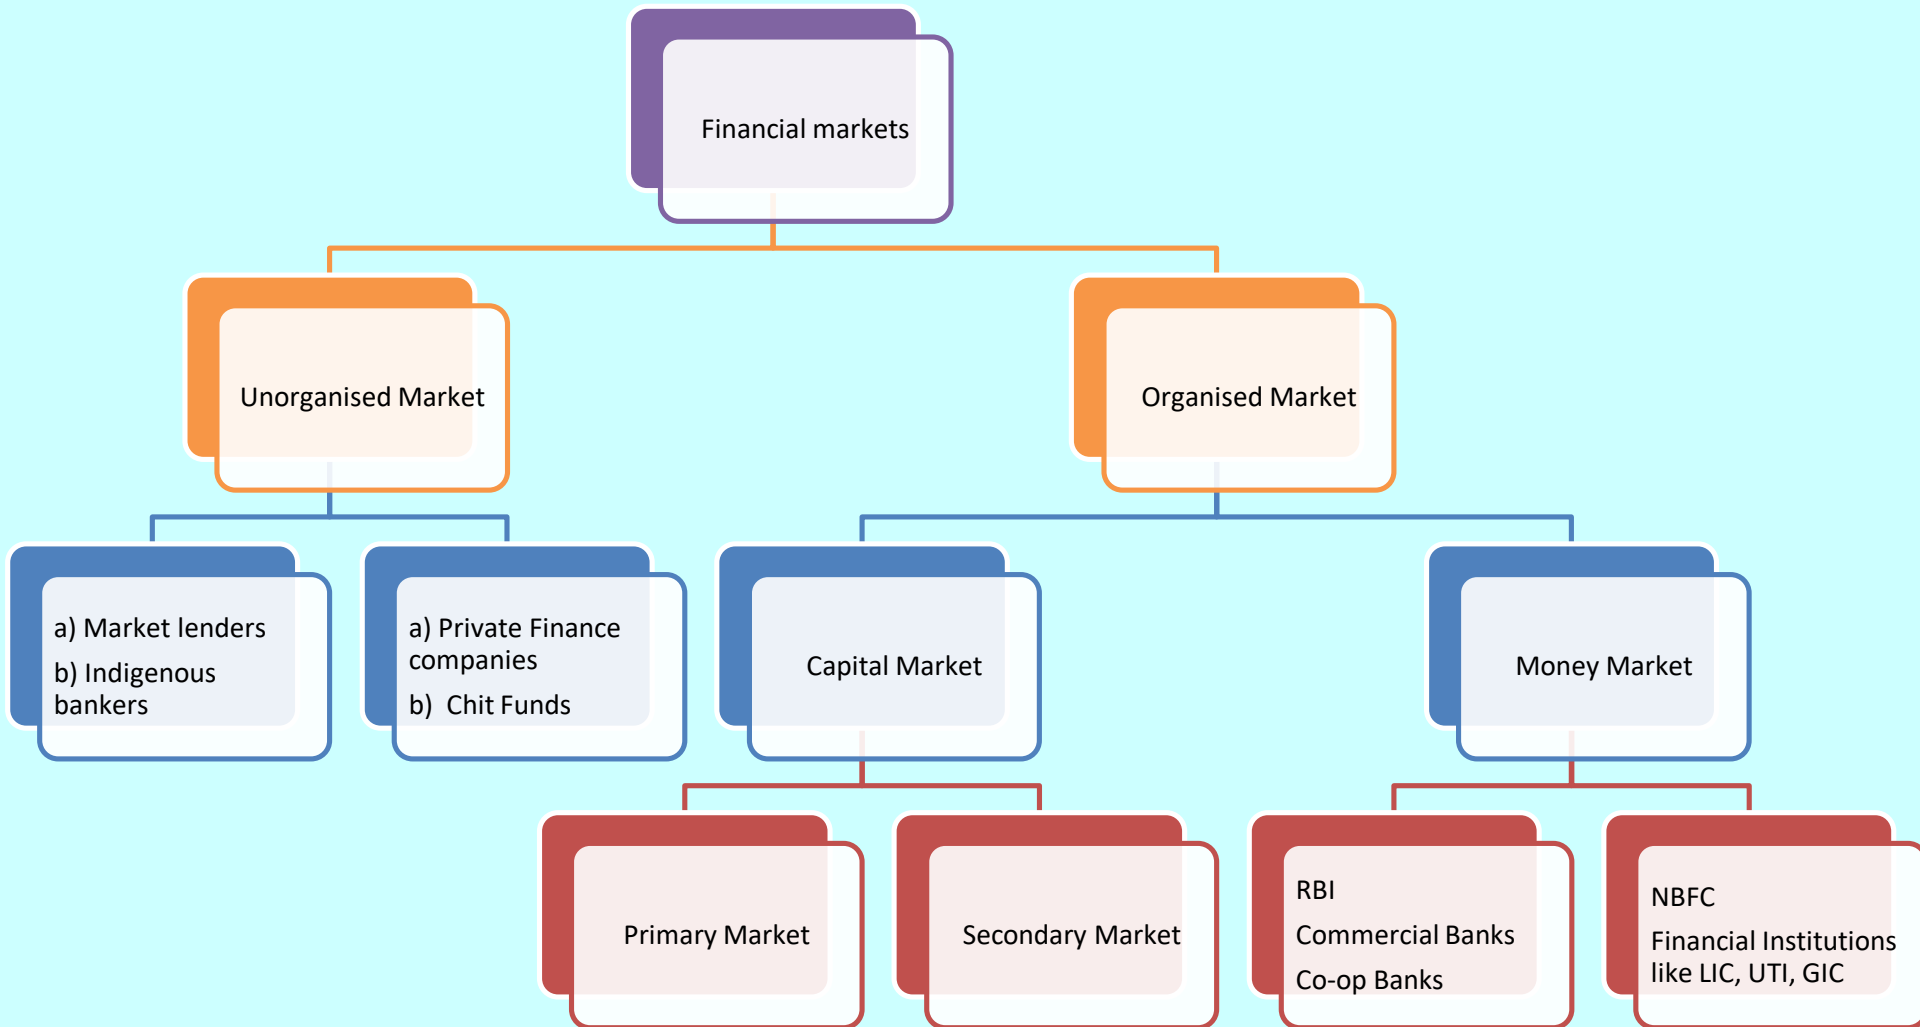 Financial markets
Unorganised Market
Organised Market
a) Market lenders
b) Indigenous
bankers
a) Private Finance
companies
b) Chit Funds
Capital Market
Money Market
Primary Market
Secondary Market
RBI
Commercial Banks
Co-op Banks
NBFC
Financial Institutions
like LIC, UTI, GIC